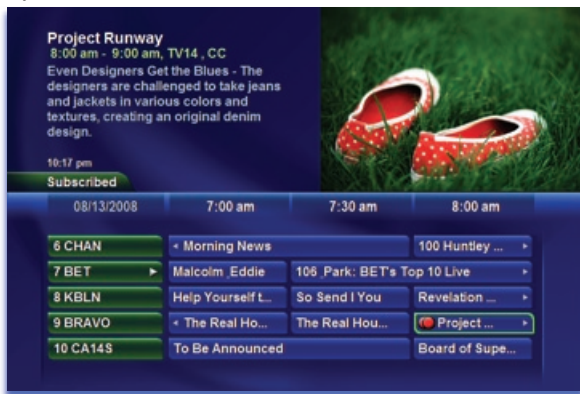 Project Runway
8:00 am - 9:00 am, TV14 , CC
Even Designers Get the Blues - The
designers are challenged to take jeans
and jackets in various colors and
textures, creating an original denim
design.
10:17 pm
Subscribed
08/13/2008 7:00 am 7:30 am 8:00 am
6 CHAN Morning News 100 Huntley ...
7 BET Malcolm_Eddie 106_Park: BET's Top 10 Live
8 KBLN Help Yourself t... So Send I You Revelation ...
9 BRAVO The Real Ho... The Real Hou... Project ...
10 CA14S To Be Announced Board of Supe...